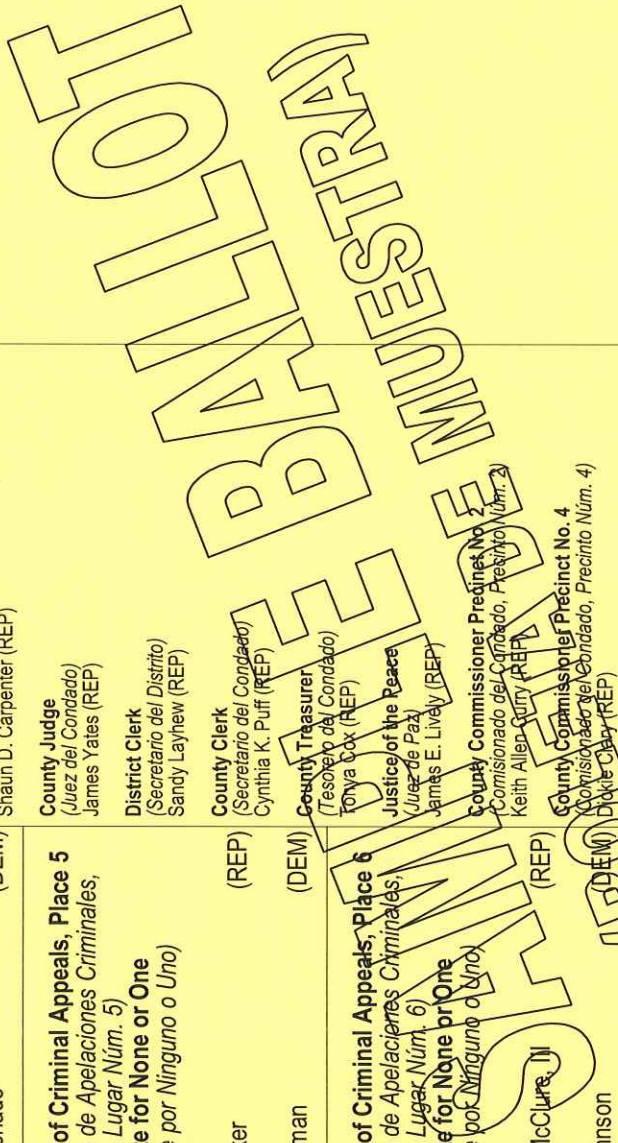 of Criminal Appeals, Place 5
de Apelaciones Criminales,
Lugar Núm. 5)
for None or One
por Ninguno o Uno)
(REP)
(DEM)
of Criminal Appeals, Place 6
de Apelaciones Criminales,
Lugar Núm. 6)
for None or One
por Ninguno o Uno)
McClure, III (REP)
(DEM)
Shaun D. Carpenter (REP)
County Judge
(Juez del Condado)
James Yates (REP)
District Clerk
(Secretario del Distrito)
Sandy Layhew (REP)
County Clerk
(Secretario del Condado)
Cynthia K. Puff (REP)
County Treasurer
(Tesorero del Condado)
Tonya Cox (REP)
Justice of the Peace
(Juez de Paz)
James E. Lively (REP)
County Commissioner Precinct No. 2
(Comisionado del Condado, Precinto Núm. 2)
Keith Allen Curry (REP)
County Commissioner Precinct No. 4
(Comisionado del Condado, Precinto Núm. 4)
Dickie Clary (REP)
SAMPLE BALLOT
DE MUESTRA)